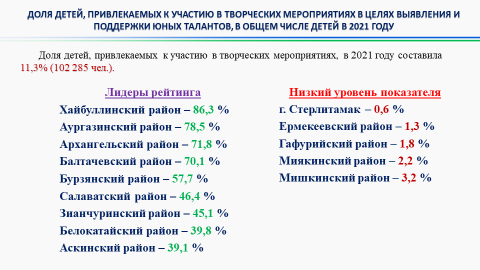 ДОЛЯ ДЕТЕЙ, ПРИВЛЕКАЕМЫХ К УЧАСТИЮ В ТВОРЧЕСКИХ МЕРОПРИЯТИЯХ В ЦЕЛЯХ ВЫЯВЛЕНИЯ И
ПОДДЕРЖКИ ЮНЫХ ТАЛАНТОВ, В ОБЩЕМ ЧИСЛЕ ДЕТЕЙ В 2021 ГОДУ
Доля детей, привлекаемых к участию в творческих мероприятиях, в 2021 году составила
11,3% (102 285 чел.).
Лидеры рейтинга
Хайбуллинский район – 86,3 %
Аургазинский район – 78,5 %
Архангельский район – 71,8 %
Балтачевский район – 70,1 %
Бурзянский район – 57,7 %
Салаватский район – 46,4 %
Зианчуринский район – 45,1 %
Белокатайский район – 39,8 %
Аскинский район – 39,1 %
Низкий уровень показателя
г. Стерлитамак – 0,6 %
Ермекеевский район – 1,3 %
Гафурийский район – 1,8 %
Миякинский район – 2,2 %
Мишкинский район – 3,2 %